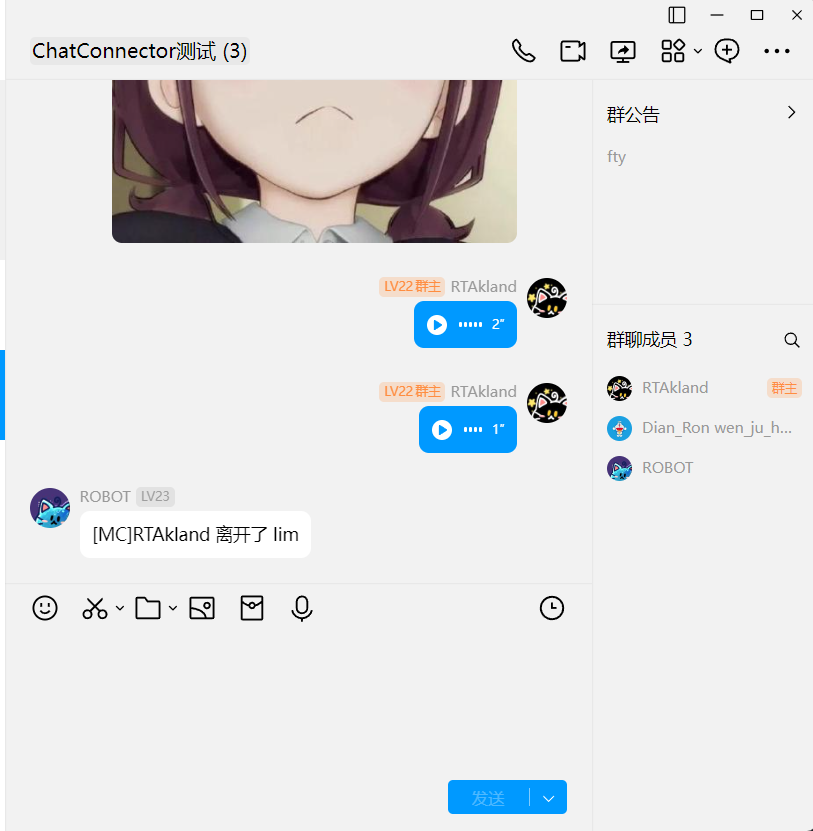 ChatConnector测试 (3)
LV22 群主 RTAkland
2"
LV22 群主 RTAkland
1"
ROBOT LV23
[MC]RTAkland 离开了 lim
发送
群公告
fty
群聊成员 3
RTAkland 群主
Dian_Ron wen_ju_h...
ROBOT